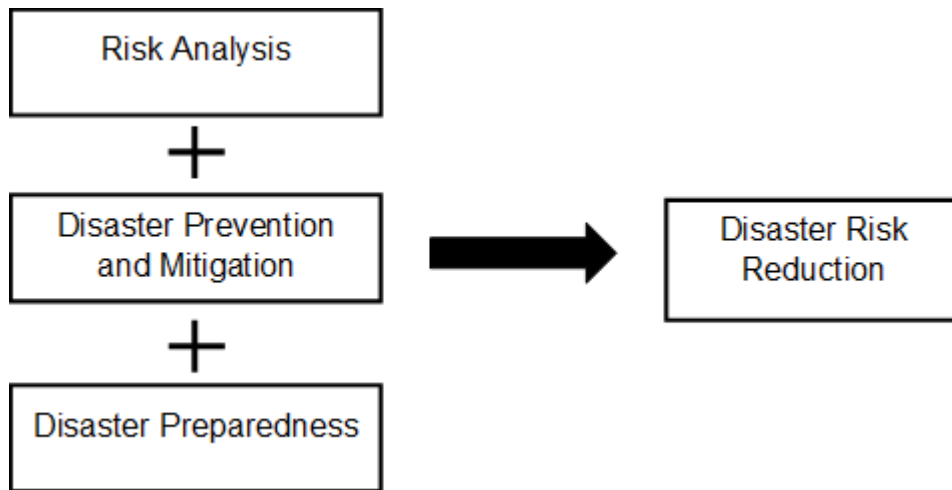 Risk Analysis
+
Disaster Prevention
and Mitigation
+
Disaster Preparedness
Disaster Risk
Reduction